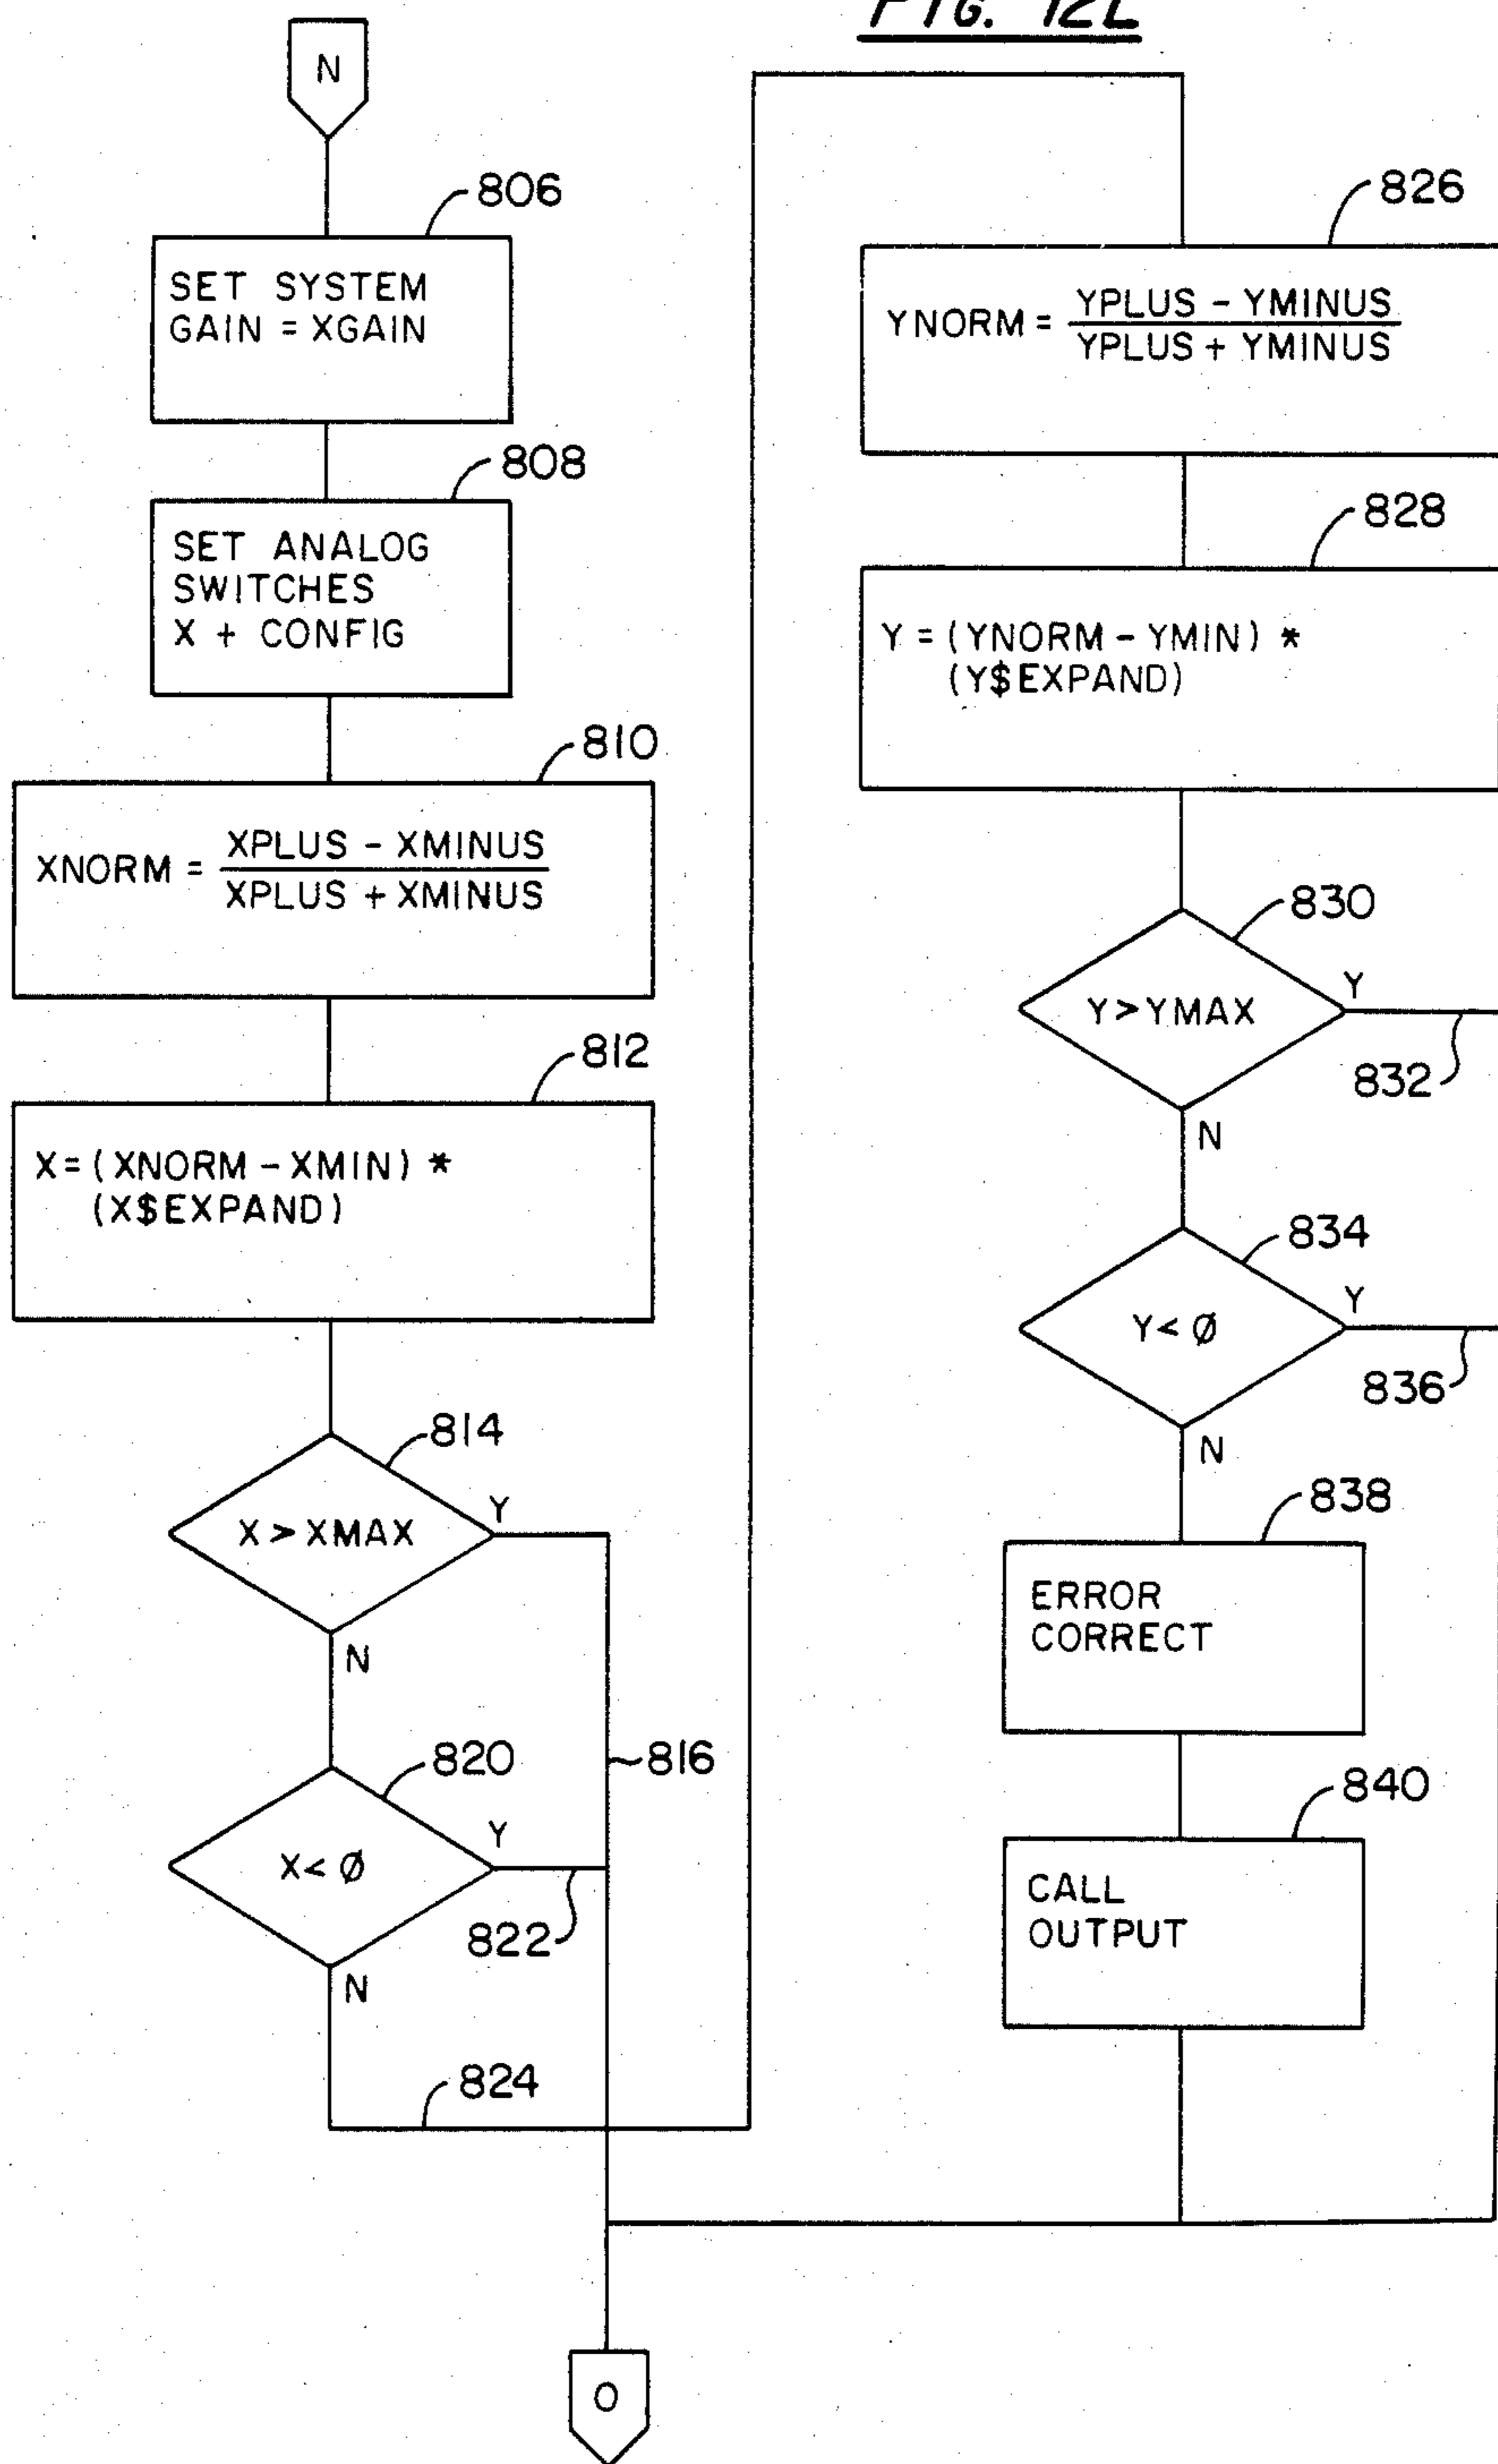 FIG. 12L
N
806
SET SYSTEM
GAIN = XGAIN
808
SET ANALOG
SWITCHES
X + CONFIG
810
XNORM = XPLUS - XMINUS
XPLUS + XMINUS
812
X = (XNORM - XMIN) *
(X$EXPAND)
814
X > XMAX
Y
N
816
820
X < Ø
Y
822
N
824
826
YNORM = YPLUS - YMINUS
YPLUS + YMINUS
828
Y = (YNORM - YMIN) *
(Y$EXPAND)
830
Y > YMAX
Y
832
N
834
Y < Ø
Y
836
N
838
ERROR
CORRECT
840
CALL
OUTPUT
O